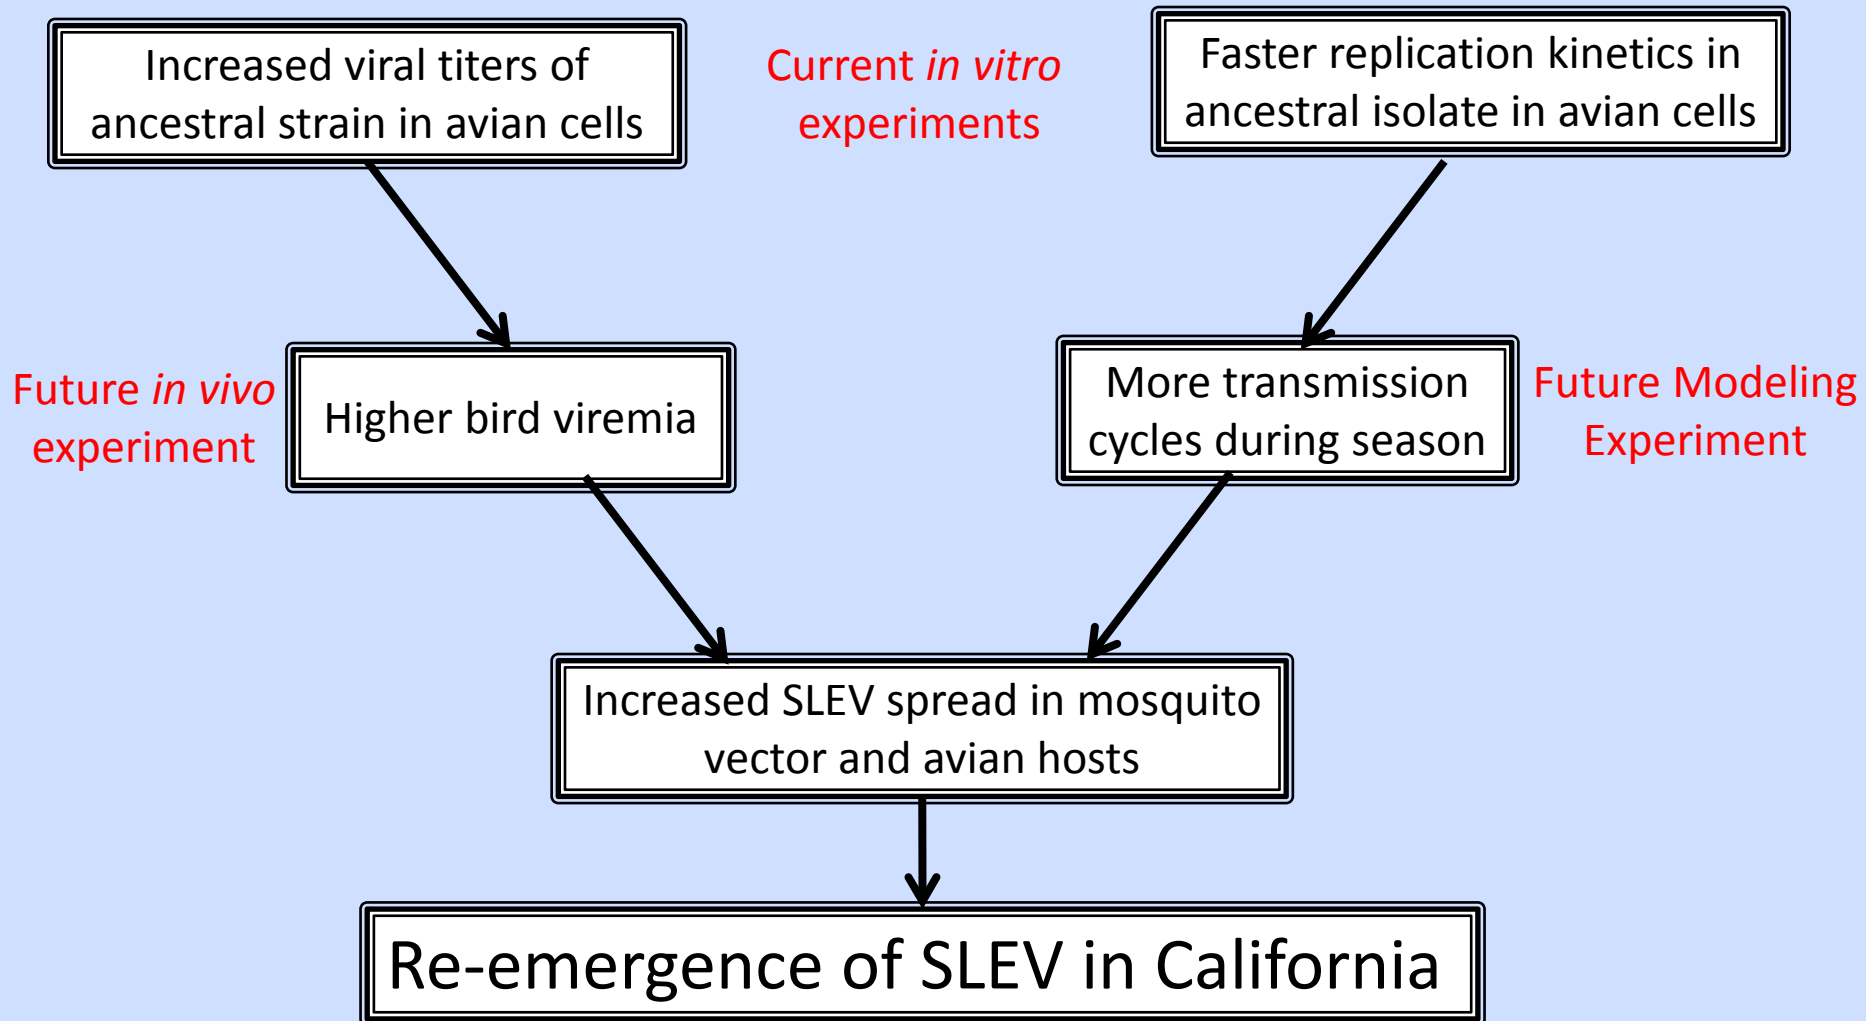 Increased viral titers of
ancestral strain in avian cells
Current in vitro
experiments
Faster replication kinetics in
ancestral isolate in avian cells
Future in vivo
experiment
Higher bird viremia
More transmission
cycles during season
Future Modeling
Experiment
Increased SLEV spread in mosquito
vector and avian hosts
Re-emergence of SLEV in California